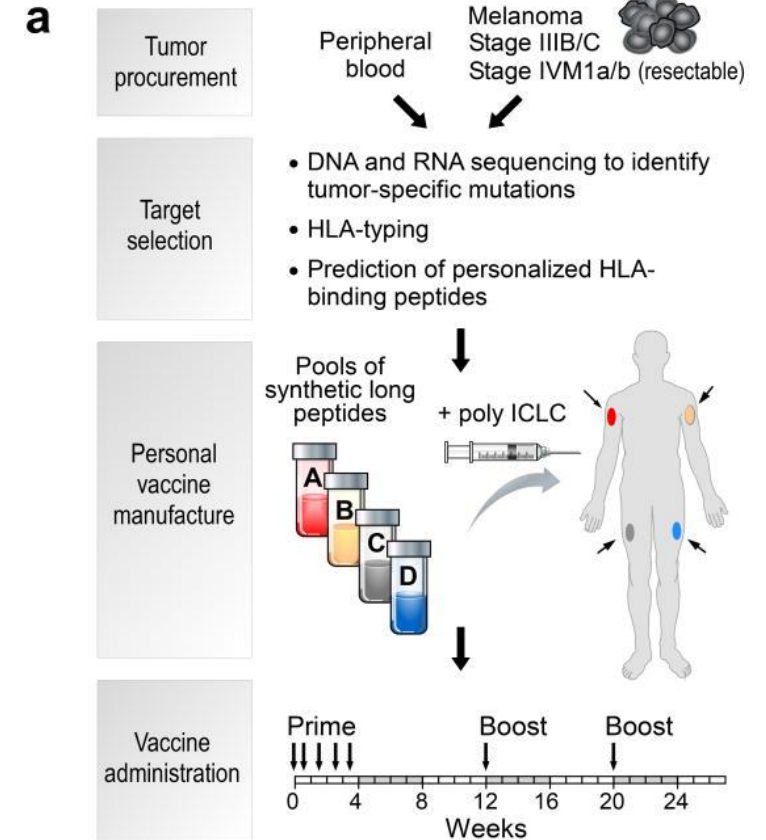 a
Tumor
procurement
Peripheral
blood
Melanoma
Stage IIIB/C
Stage IVM1a/b (resectable)
Target
selection
• DNA and RNA sequencing to identify
tumor-specific mutations
• HLA-typing
• Prediction of personalized HLA-
binding peptides
Personal
vaccine
manufacture
Pools of
synthetic long
peptides
+ poly ICLC
A
B
C
D
Vaccine
administration
Prime
Boost
Boost
0 4 8 12 16 20 24
Weeks